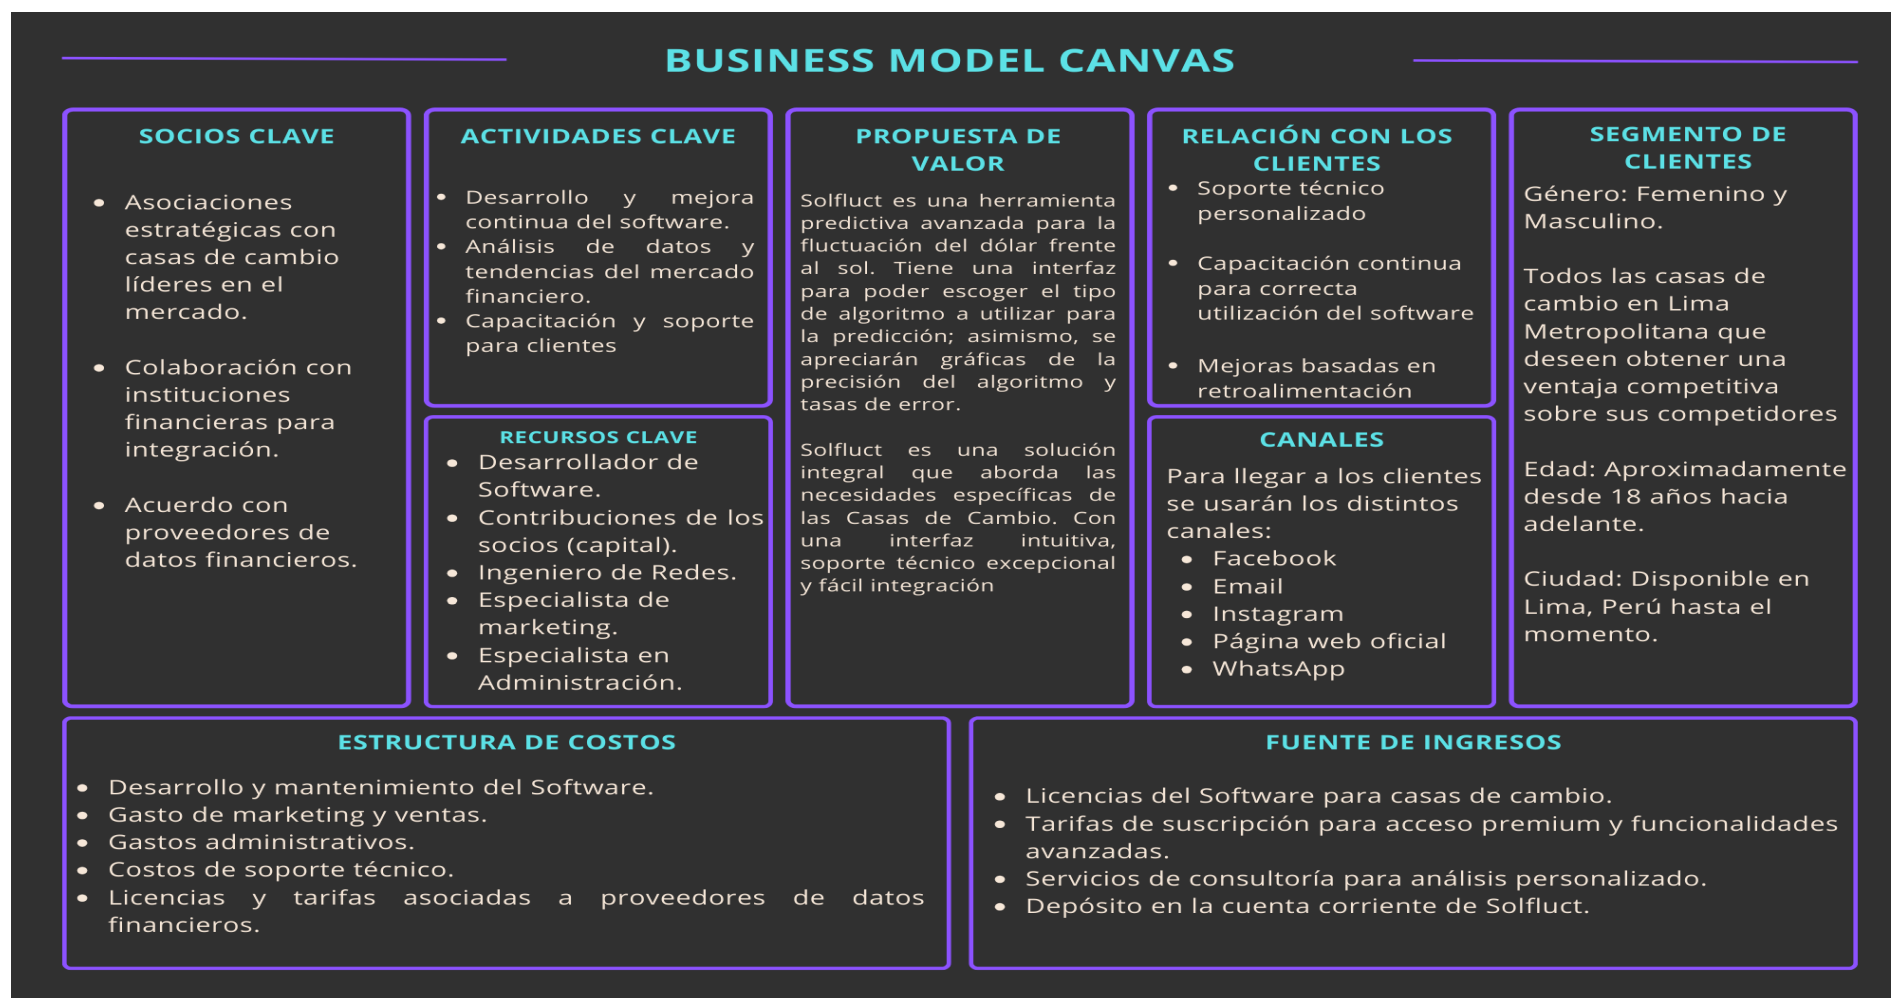 BUSINESS MODEL CANVAS
SOCIOS CLAVE
• Asociaciones
estratégicas con
casas de cambio
líderes en el
mercado.
• Colaboración con
instituciones
financieras para
integración.
• Acuerdo con
proveedores de
datos financieros.
ACTIVIDADES CLAVE
• Desarrollo y mejora
continua del software.
• Análisis de datos y
tendencias del mercado
financiero.
• Capacitación y soporte
para clientes
RECURSOS CLAVE
• Desarrollador de
Software.
• Contribuciones de los
socios (capital).
• Ingeniero de Redes.
• Especialista de
marketing.
• Especialista en
Administración.
PROPUESTA DE
VALOR
Solfluct es una herramienta
predictiva avanzada para la
fluctuación del dólar frente
al sol. Tiene una interfaz
para poder escoger el tipo
de algoritmo a utilizar para
la predicción; asimismo, se
apreciarán gráficas de la
precisión del algoritmo y
tasas de error.
Solfluct es una solución
integral que aborda las
necesidades específicas de
las Casas de Cambio. Con
una interfaz intuitiva,
soporte técnico excepcional
y fácil integración
RELACIÓN CON LOS
CLIENTES
• Soporte técnico
personalizado
• Capacitación continua
para correcta
utilización del software
• Mejoras basadas en
retroalimentación
CANALES
Para llegar a los clientes
se usarán los distintos
canales:
• Facebook
• Email
• Instagram
• Página web oficial
• WhatsApp
SEGMENTO DE
CLIENTES
Género: Femenino y
Masculino.
Todos las casas de
cambio en Lima
Metropolitana que
deseen obtener una
ventaja competitiva
sobre sus competidores
Edad: Aproximadamente
desde 18 años hacia
adelante.
Ciudad: Disponible en
Lima, Perú hasta el
momento.
ESTRUCTURA DE COSTOS
• Desarrollo y mantenimiento del Software.
• Gasto de marketing y ventas.
• Gastos administrativos.
• Costos de soporte técnico.
• Licencias y tarifas asociadas a proveedores de datos
financieros.
FUENTE DE INGRESOS
• Licencias del Software para casas de cambio.
• Tarifas de suscripción para acceso premium y funcionalidades
avanzadas.
• Servicios de consultoría para análisis personalizado.
• Depósito en la cuenta corriente de Solfluct.